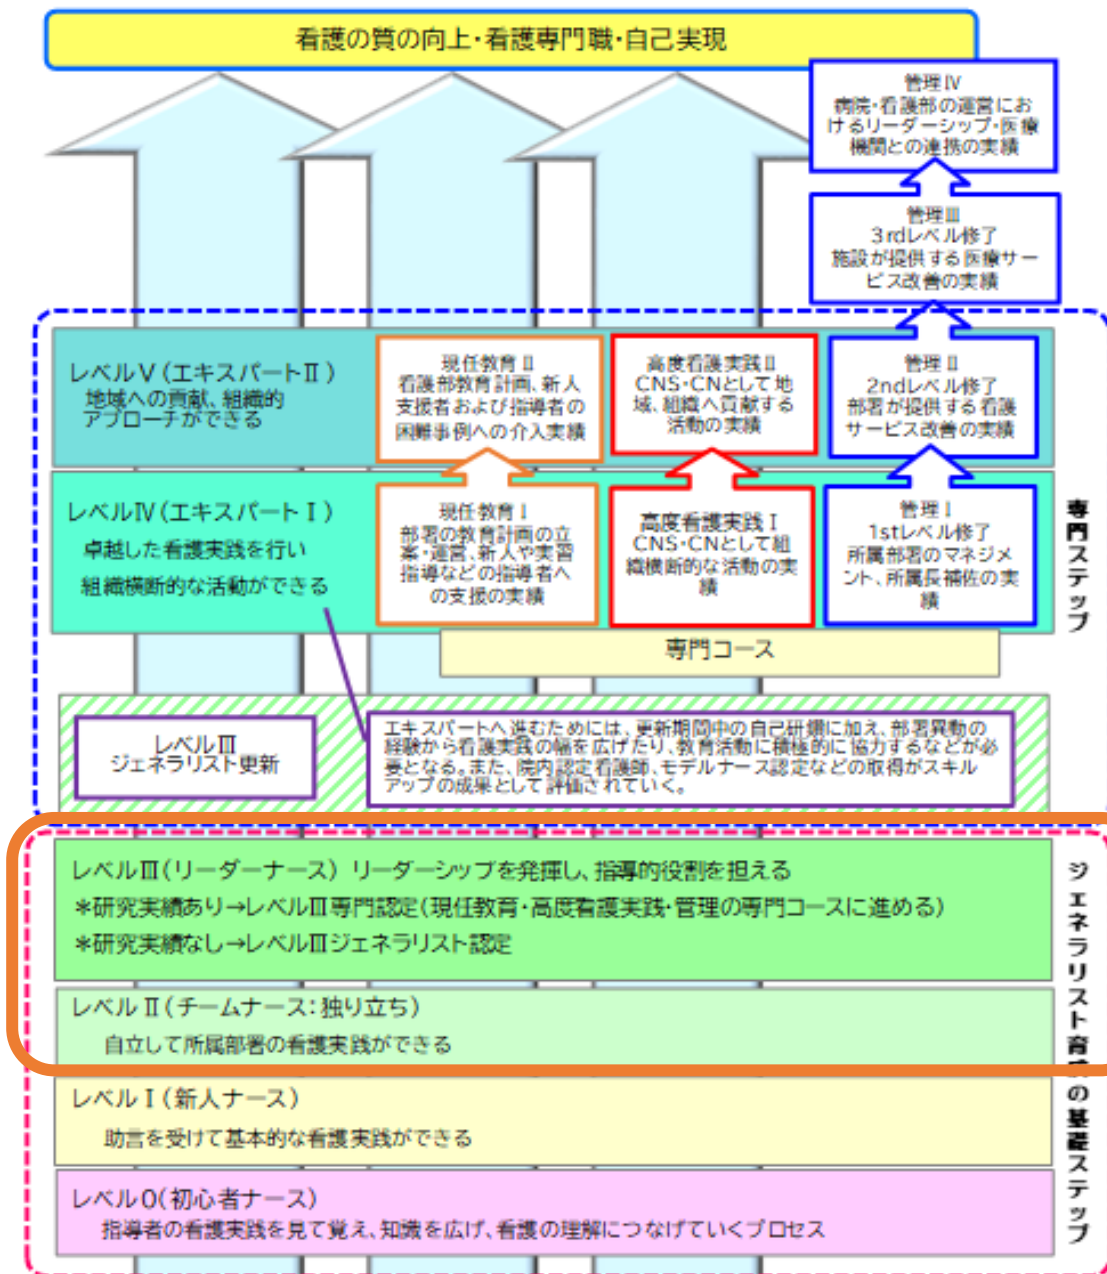 看護の質の向上・看護専門職・自己実現
管理Ⅳ
病院・看護部の運営にお
けるリーダーシップ・医療
機関との連携の実績
管理Ⅲ
3rdレベル修了
施設が提供する医療サー
ビス改善の実績
レベルⅤ(エキスパートⅡ)
地域への貢献、組織的
アプローチができる
現任教育Ⅱ
看護部教育計画、新人
支援者および指導者の
困難事例への介入実績
高度看護実践Ⅱ
CNS・CNとして地
域、組織へ貢献する
活動の実績
管理Ⅱ
2ndレベル修了
部署が提供する看護
サービス改善の実績
レベルⅣ(エキスパートⅠ)
卓越した看護実践を行い
組織横断的な活動ができる
現任教育Ⅰ
部署の教育計画の立
案・運営、新人や実習
指導などの指導者へ
の支援の実績
高度看護実践Ⅰ
CNS・CNとして組
織横断的な活動の実
績
管理Ⅰ
1stレベル修了
所属部署のマネジメ
ント、所属長補佐の実
績
専門ステップ
専門コース
レベルⅢ
ジェネラリスト更新
エキスパートへ進むためには、更新期間中の自己研鑽に加え、部署異動の
経験から看護実践の幅を広げたり、教育活動に積極的に協力するなどが必
要となる。また、院内認定看護師、モデルナース認定などの取得がスキル
アップの成果として評価されていく。
レベルⅢ(リーダーナース) リーダーシップを発揮し、指導的役割を担える
*研究実績あり→レベルⅢ専門認定(現任教育・高度看護実践・管理の専門コースに進める)
*研究実績なし→レベルⅢジェネラリスト認定
レベルⅡ(チームナース:独り立ち)
自立して所属部署の看護実践ができる
レベルⅠ(新人ナース)
助言を受けて基本的な看護実践ができる
レベル0(初心者ナース)
指導者の看護実践を見て覚え、知識を広げ、看護の理解につなげていくプロセス
ジェネラリスト育成の基礎ステップ